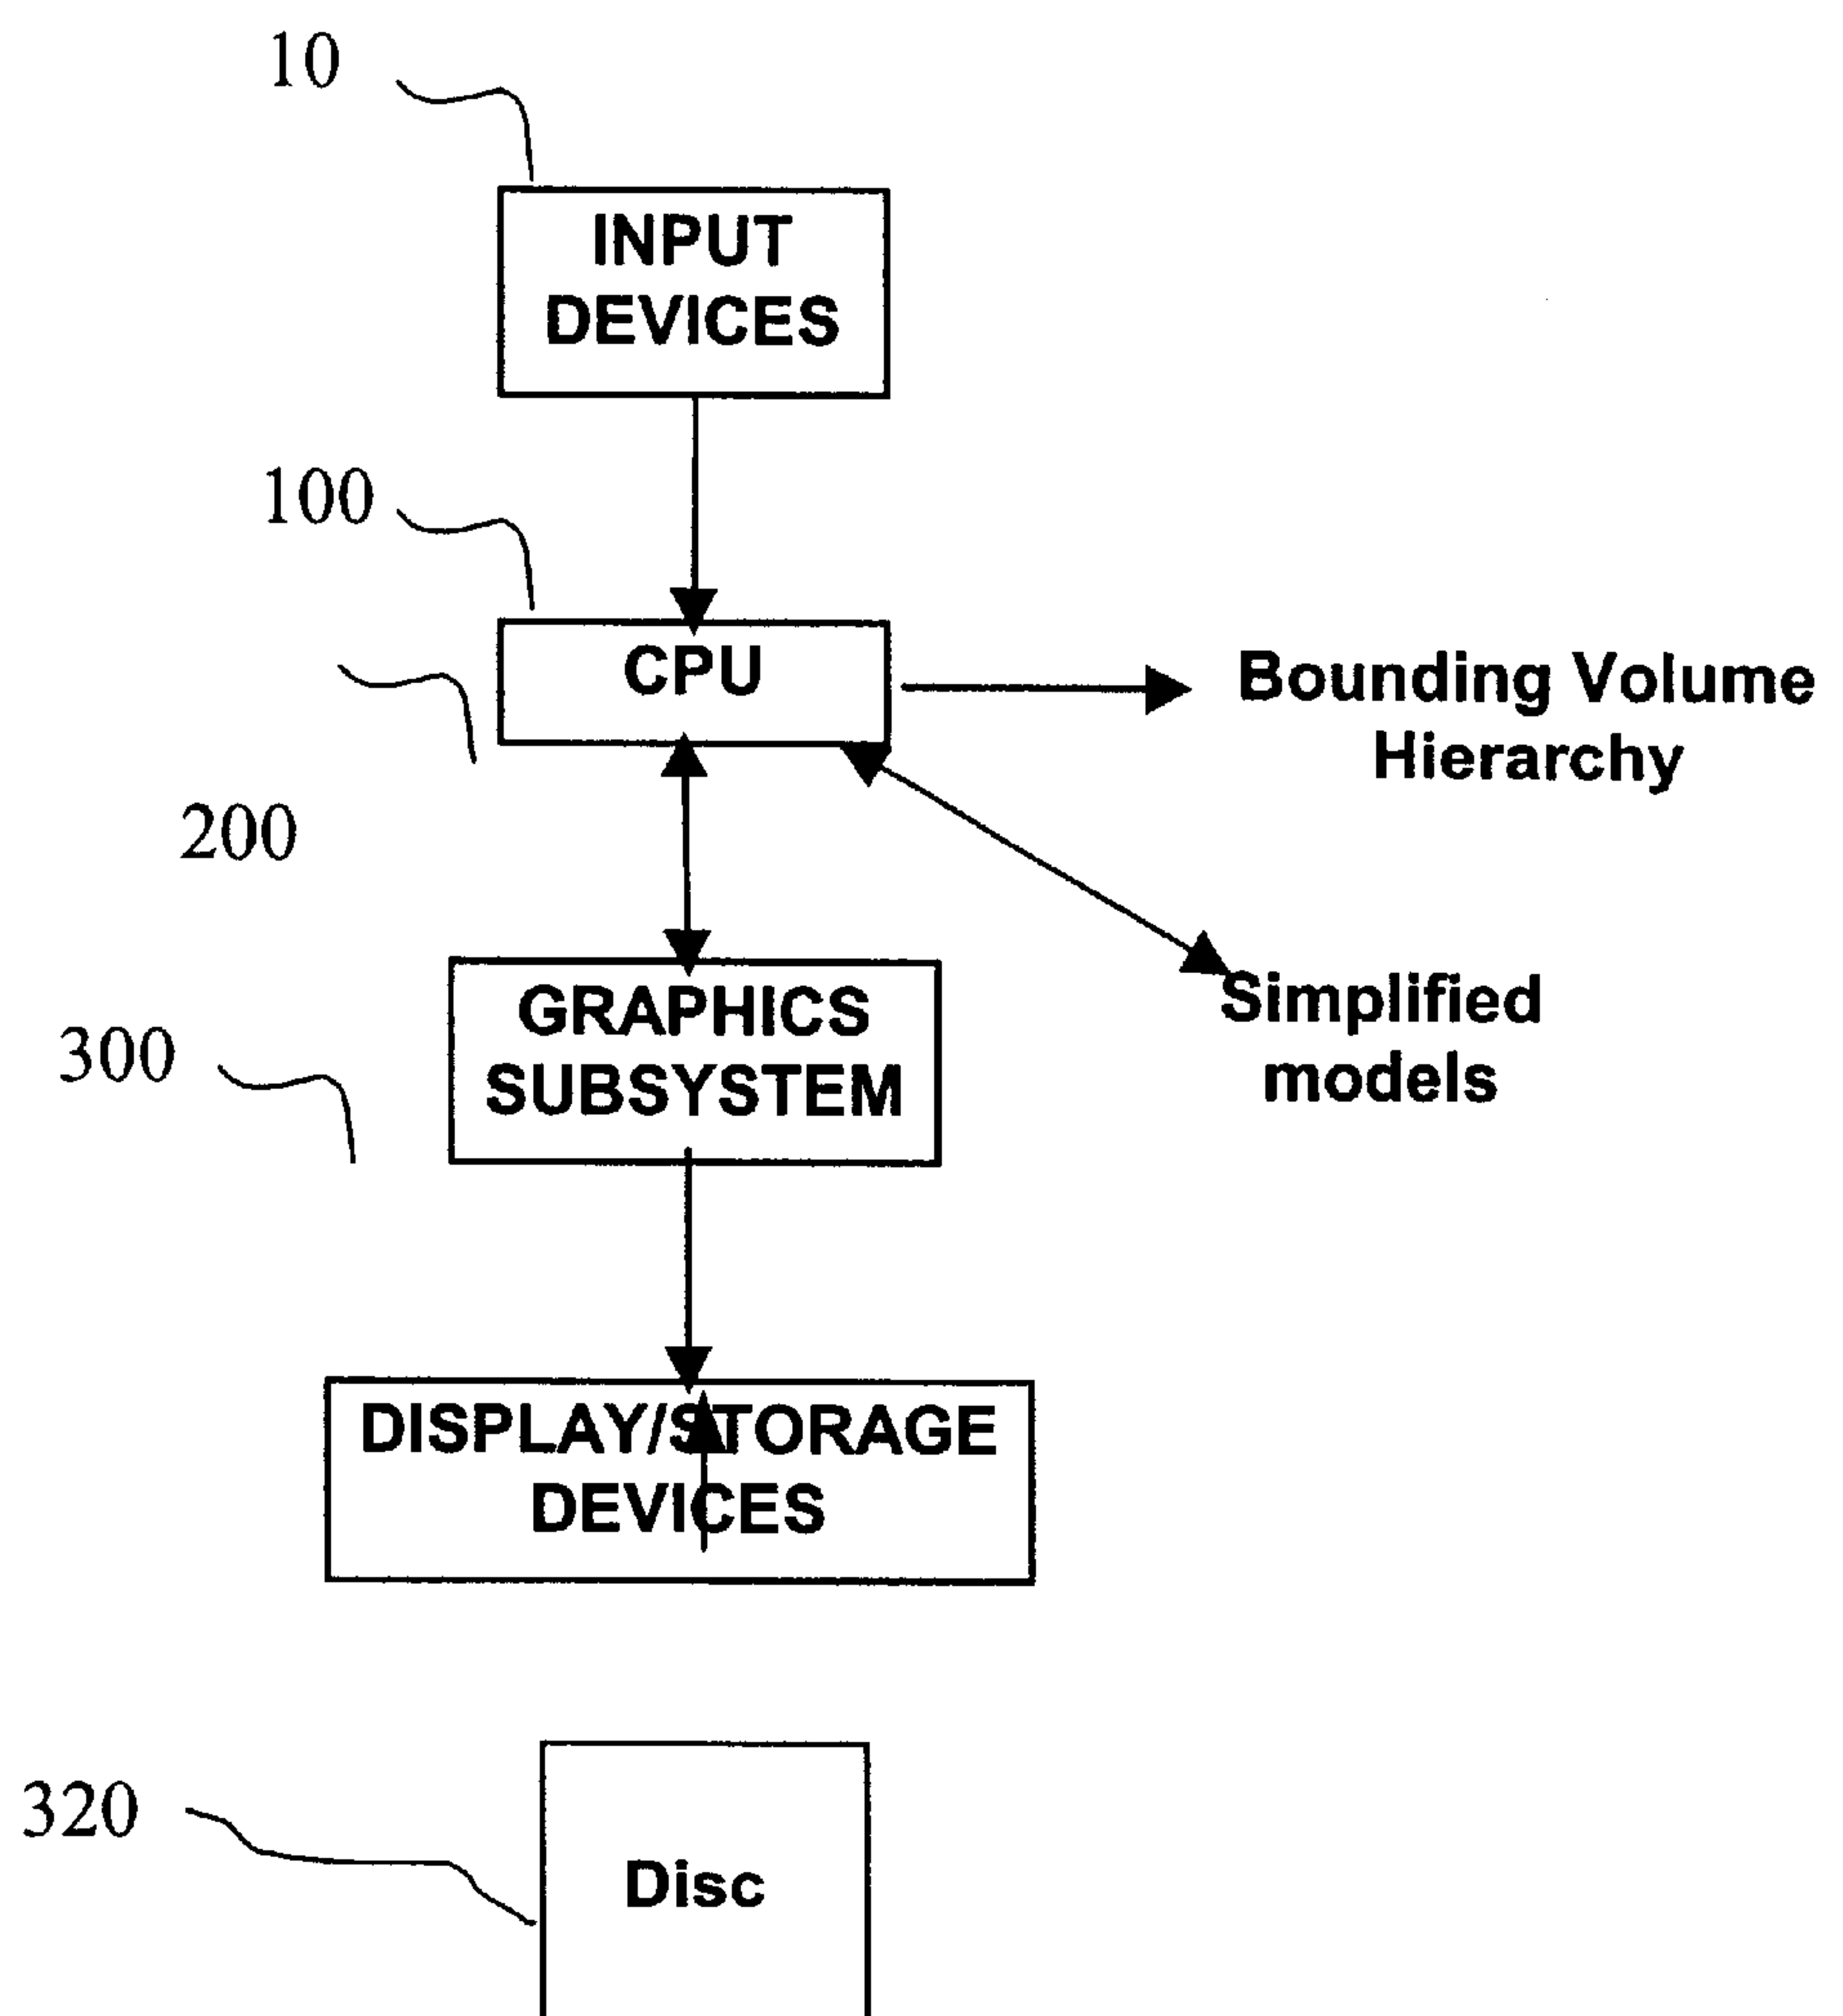 10
INPUT
DEVICES
100
CPU
Bounding Volume
Hierarchy
200
GRAPHICS
SUBSYSTEM
Simplified
models
300
DISPLAY/STORAGE
DEVICES
320
Disc